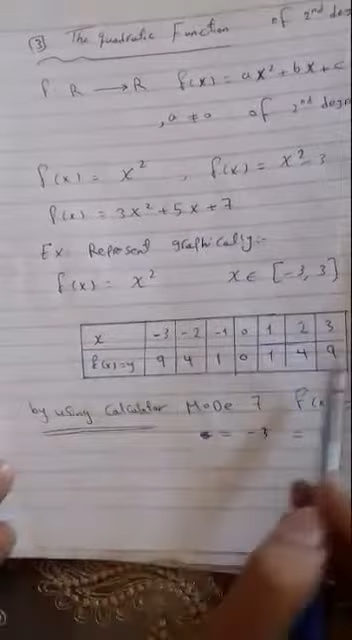 (3) The Quadratic Function of 2nd deg
f R → R f(x) = ax² + bx + c
, a ≠ 0 of 2nd degr
f(x) = x² , f(x) = x² - 3
f(x) = 3x² + 5x + 7
Ex Represent graphically:-
f(x) = x² x ∈ [-3, 3]
x -3 -2 -1 0 1 2 3
f(x)=y 9 4 1 0 1 4 9
by using Calculator MoDe 7 f(x
= -3 =